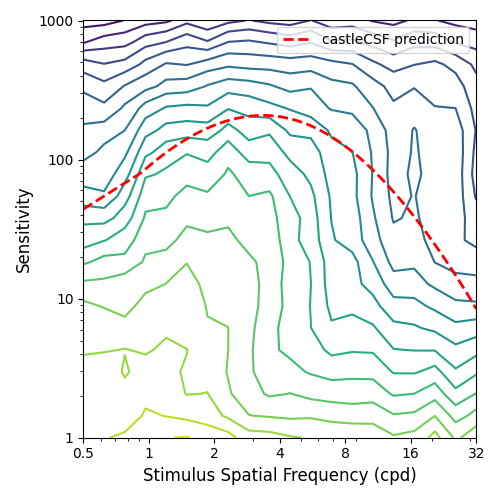 1000
castleCSF prediction
100
10
1
Sensitivity
0.5 1 2 4 8 16 32
Stimulus Spatial Frequency (cpd)